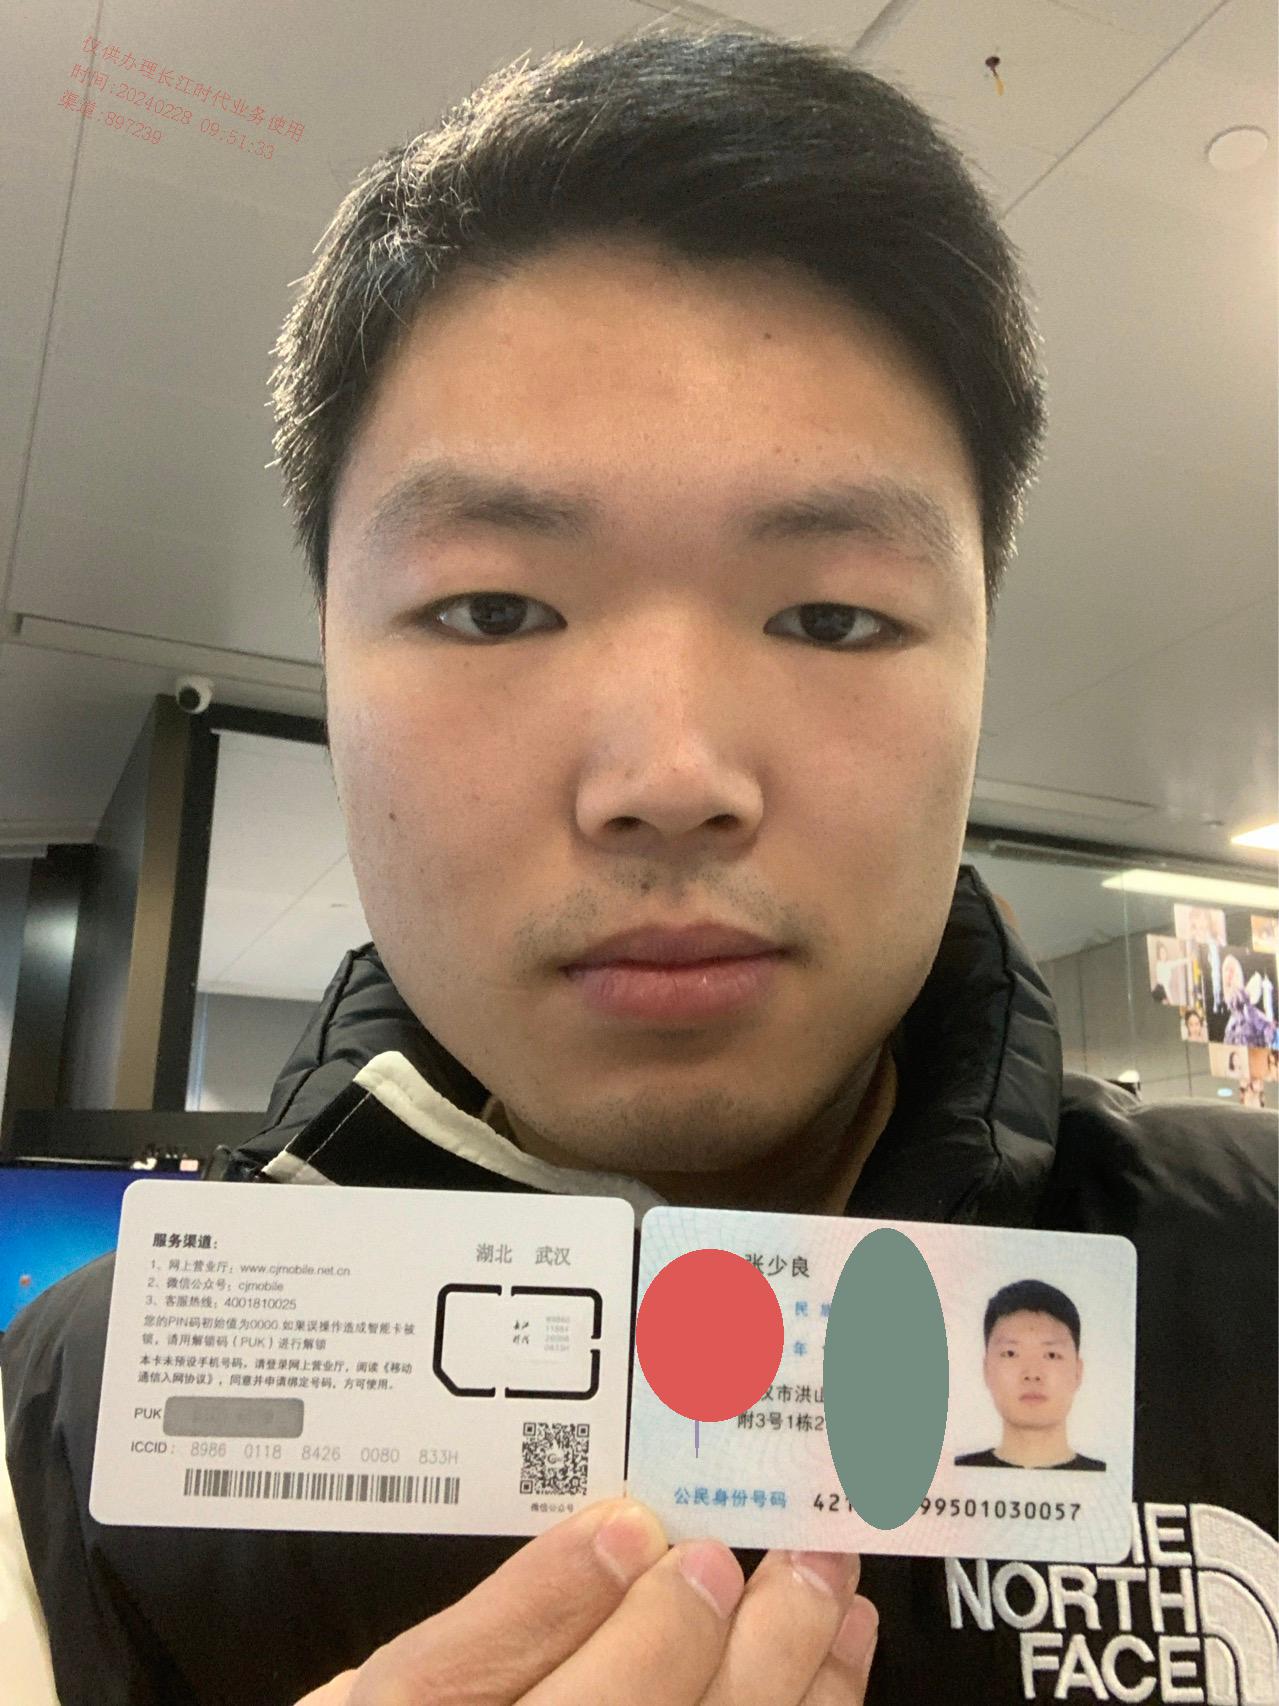 仅供办理长江时代业务使用
时间:20240228 09:51:33
渠道:897239
服务渠道：
湖北 武汉
1、网上营业厅：www.cjmobile.net.cn
2、微信公众号：cjmobile
3、客服热线：4001810025
您的PIN码初始值为0000.如果误操作造成智能卡被
锁，请用解锁码（PUK）进行解锁
本卡未预设手机号码，请登录网上营业厅，阅读《移动
通信入网协议》，同意并申请绑定号码，方可使用。
PUK
ICCID： 8986 0118 8426 0080 833H
微信公众号
张少良
民
年
汉市洪山
附3号1栋2
公民身份号码 421 99501030057
NORTH
FACE